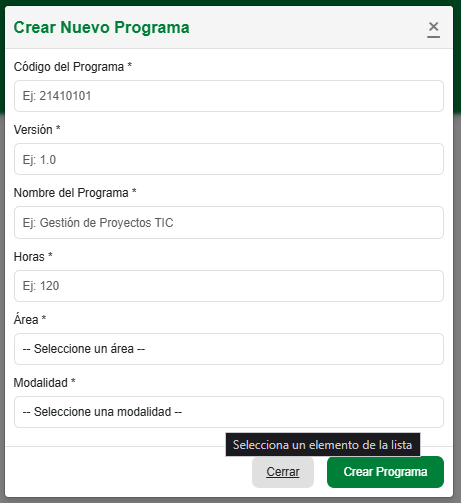 Crear Nuevo Programa ×
Código del Programa *
Ej: 21410101
Versión *
Ej: 1.0
Nombre del Programa *
Ej: Gestión de Proyectos TIC
Horas *
Ej: 120
Área *
-- Seleccione un área --
Modalidad *
-- Seleccione una modalidad --
Selecciona un elemento de la lista
Cerrar Crear Programa